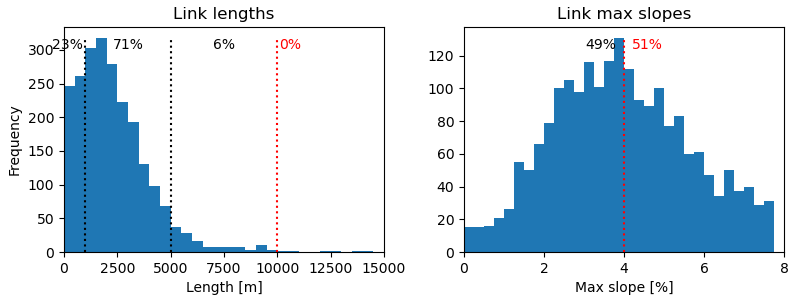 Link lengths
23% 71% 6% 0%
300
250
200
150
100
50
0
Frequency
0 2500 5000 7500 10000 12500 15000
Length [m]
Link max slopes
49% 51%
120
100
80
60
40
20
0
0 2 4 6 8
Max slope [%]